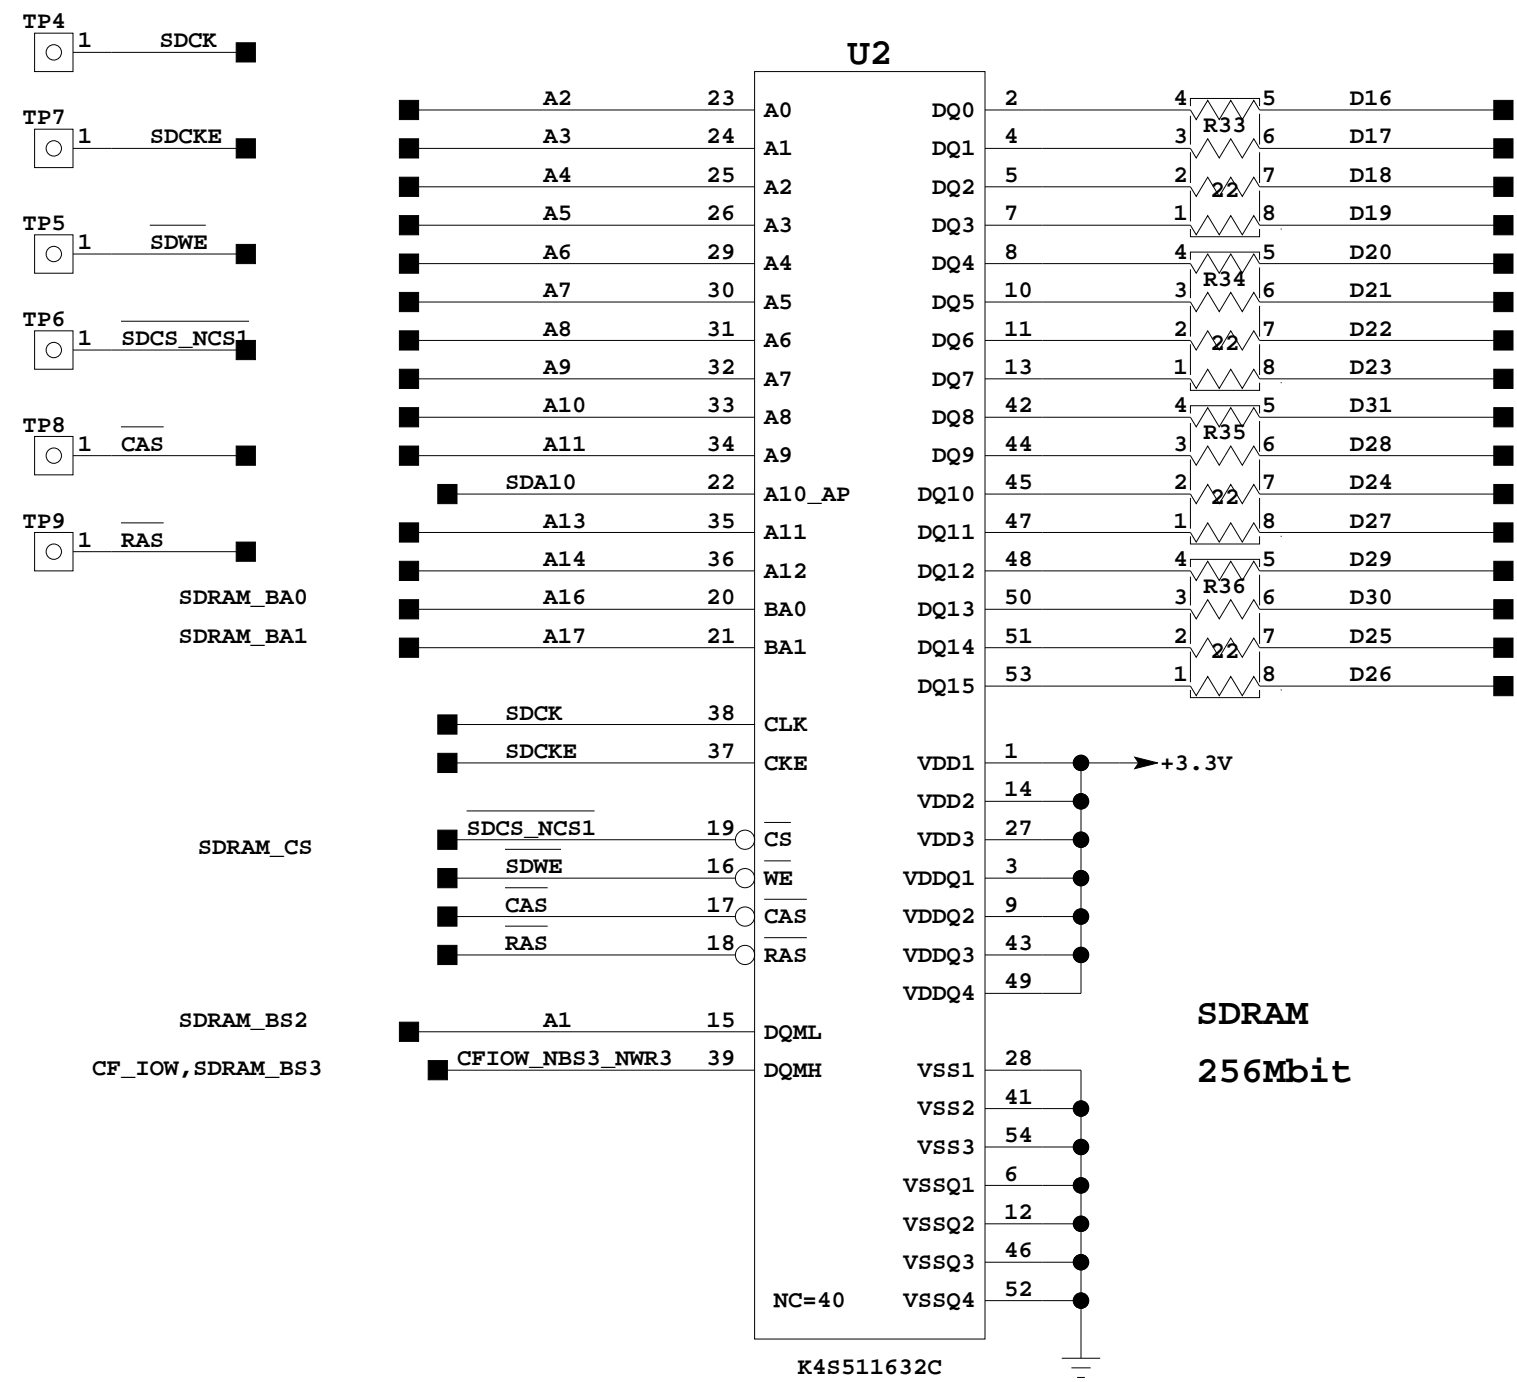 TP4
1 SDCK
TP7
1 SDCKE
TP5
1 SDWE
TP6
1 SDCS_NCS1
TP8
1 CAS
TP9
1 RAS
SDRAM_BA0
SDRAM_BA1
SDRAM_CS
SDRAM_BS2
CF_IOW,SDRAM_BS3
U2
A2 23 A0 DQ0 2 4 5 D16
R33
A3 24 A1 DQ1 4 3 6 D17
A4 25 A2 DQ2 5 2 22 7 D18
A5 26 A3 DQ3 7 1 8 D19
A6 29 A4 DQ4 8 4 5 D20
R34
A7 30 A5 DQ5 10 3 6 D21
A8 31 A6 DQ6 11 2 22 7 D22
A9 32 A7 DQ7 13 1 8 D23
A10 33 A8 DQ8 42 4 5 D31
R35
A11 34 A9 DQ9 44 3 6 D28
SDA10 22 A10_AP DQ10 45 2 22 7 D24
A13 35 A11 DQ11 47 1 8 D27
A14 36 A12 DQ12 48 4 5 D29
R36
A16 20 BA0 DQ13 50 3 6 D30
A17 21 BA1 DQ14 51 2 22 7 D25
DQ15 53 1 8 D26
SDCK 38 CLK
SDCKE 37 CKE VDD1 1 +3.3V
VDD2 14
SDCS_NCS1 19 CS VDD3 27
SDWE 16 WE VDDQ1 3
CAS 17 CAS VDDQ2 9
RAS 18 RAS VDDQ3 43
VDDQ4 49
A1 15 DQML
CFIOW_NBS3_NWR3 39 DQMH VSS1 28
VSS2 41
VSS3 54
VSSQ1 6
VSSQ2 12
VSSQ3 46
NC=40 VSSQ4 52
K4S511632C
SDRAM
256Mbit